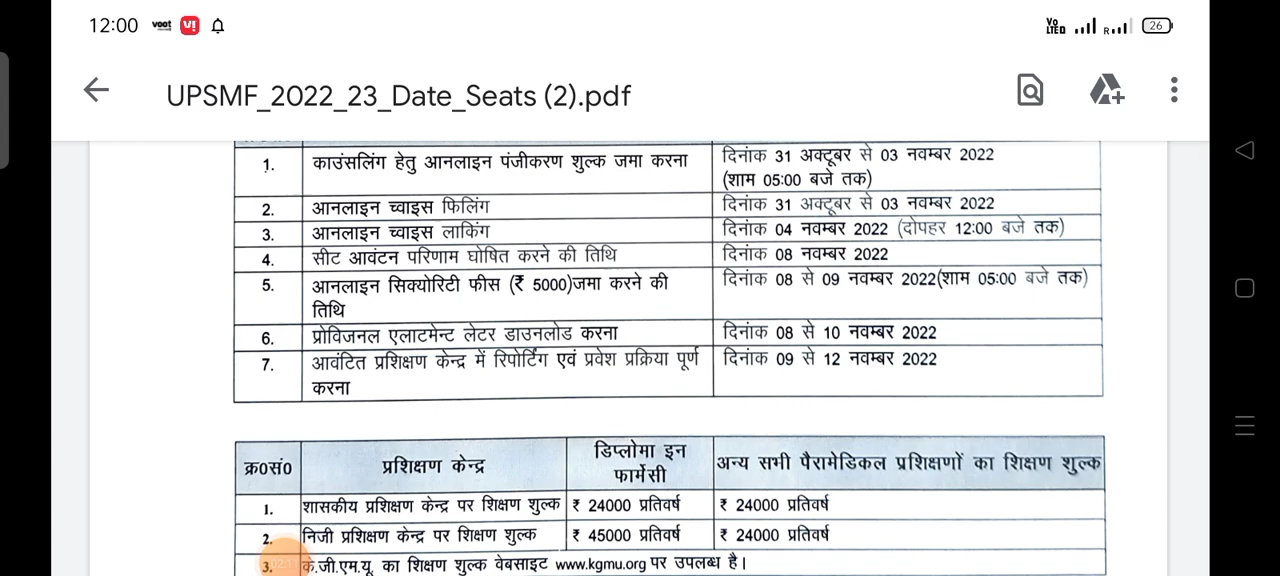 12:00 voot V! Vo LTED R 26
UPSMF_2022_23_Date_Seats (2).pdf
1. काउंसलिंग हेतु आनलाइन पंजीकरण शुल्क जमा करना दिनांक 31 अक्टूबर से 03 नवम्बर 2022
(शाम 05:00 बजे तक)
2. आनलाइन च्वाइस फिलिंग दिनांक 31 अक्टूबर से 03 नवम्बर 2022
3. आनलाइन च्वाइस लाकिंग दिनांक 04 नवम्बर 2022 (दोपहर 12:00 बजे तक)
4. सीट आवंटन परिणाम घोषित करने की तिथि दिनांक 08 नवम्बर 2022
5. आनलाइन सिक्योरिटी फीस (₹ 5000)जमा करने की दिनांक 08 से 09 नवम्बर 2022(शाम 05:00 बजे तक)
तिथि
6. प्रोविजनल एलाटमेन्ट लेटर डाउनलोड करना दिनांक 08 से 10 नवम्बर 2022
7. आवंटित प्रशिक्षण केन्द्र में रिपोर्टिंग एवं प्रवेश प्रक्रिया पूर्ण दिनांक 09 से 12 नवम्बर 2022
करना
क्र0सं0 प्रशिक्षण केन्द्र डिप्लोमा इन अन्य सभी पैरामेडिकल प्रशिक्षणों का शिक्षण शुल्क
फार्मेसी
1. शासकीय प्रशिक्षण केन्द्र पर शिक्षण शुल्क ₹ 24000 प्रतिवर्ष ₹ 24000 प्रतिवर्ष
2. निजी प्रशिक्षण केन्द्र पर शिक्षण शुल्क ₹ 45000 प्रतिवर्ष ₹ 24000 प्रतिवर्ष
3. के.जी.एम.यू. का शिक्षण शुल्क वेबसाइट www.kgmu.org पर उपलब्ध है।